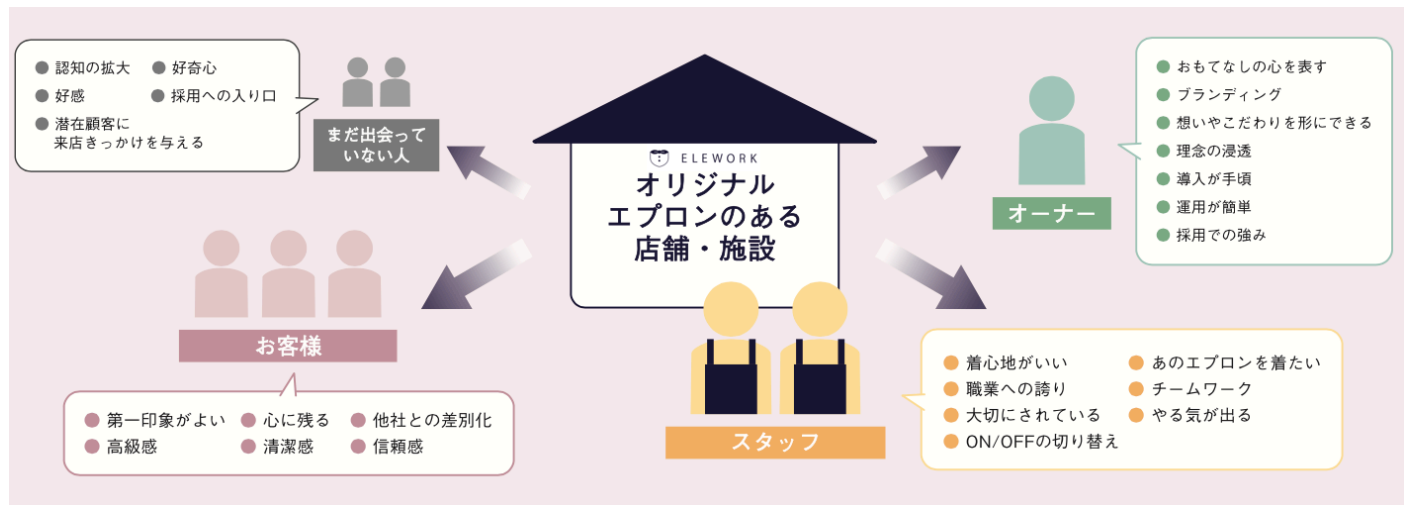 認知の拡大
好奇心
好感
採用への入り口
潜在顧客に
来店きっかけを与える
まだ出会って
いない人
ELEWORK
オリジナル
エプロンのある
店舗・施設
オーナー
おもてなしの心を表す
ブランディング
想いやこだわりを形にできる
理念の浸透
導入が手頃
運用が簡単
採用での強み
お客様
第一印象がよい
心に残る
他社との差別化
高級感
清潔感
信頼感
スタッフ
着心地がいい
あのエプロンを着たい
職業への誇り
チームワーク
大切にされている
やる気が出る
ON/OFFの切り替え